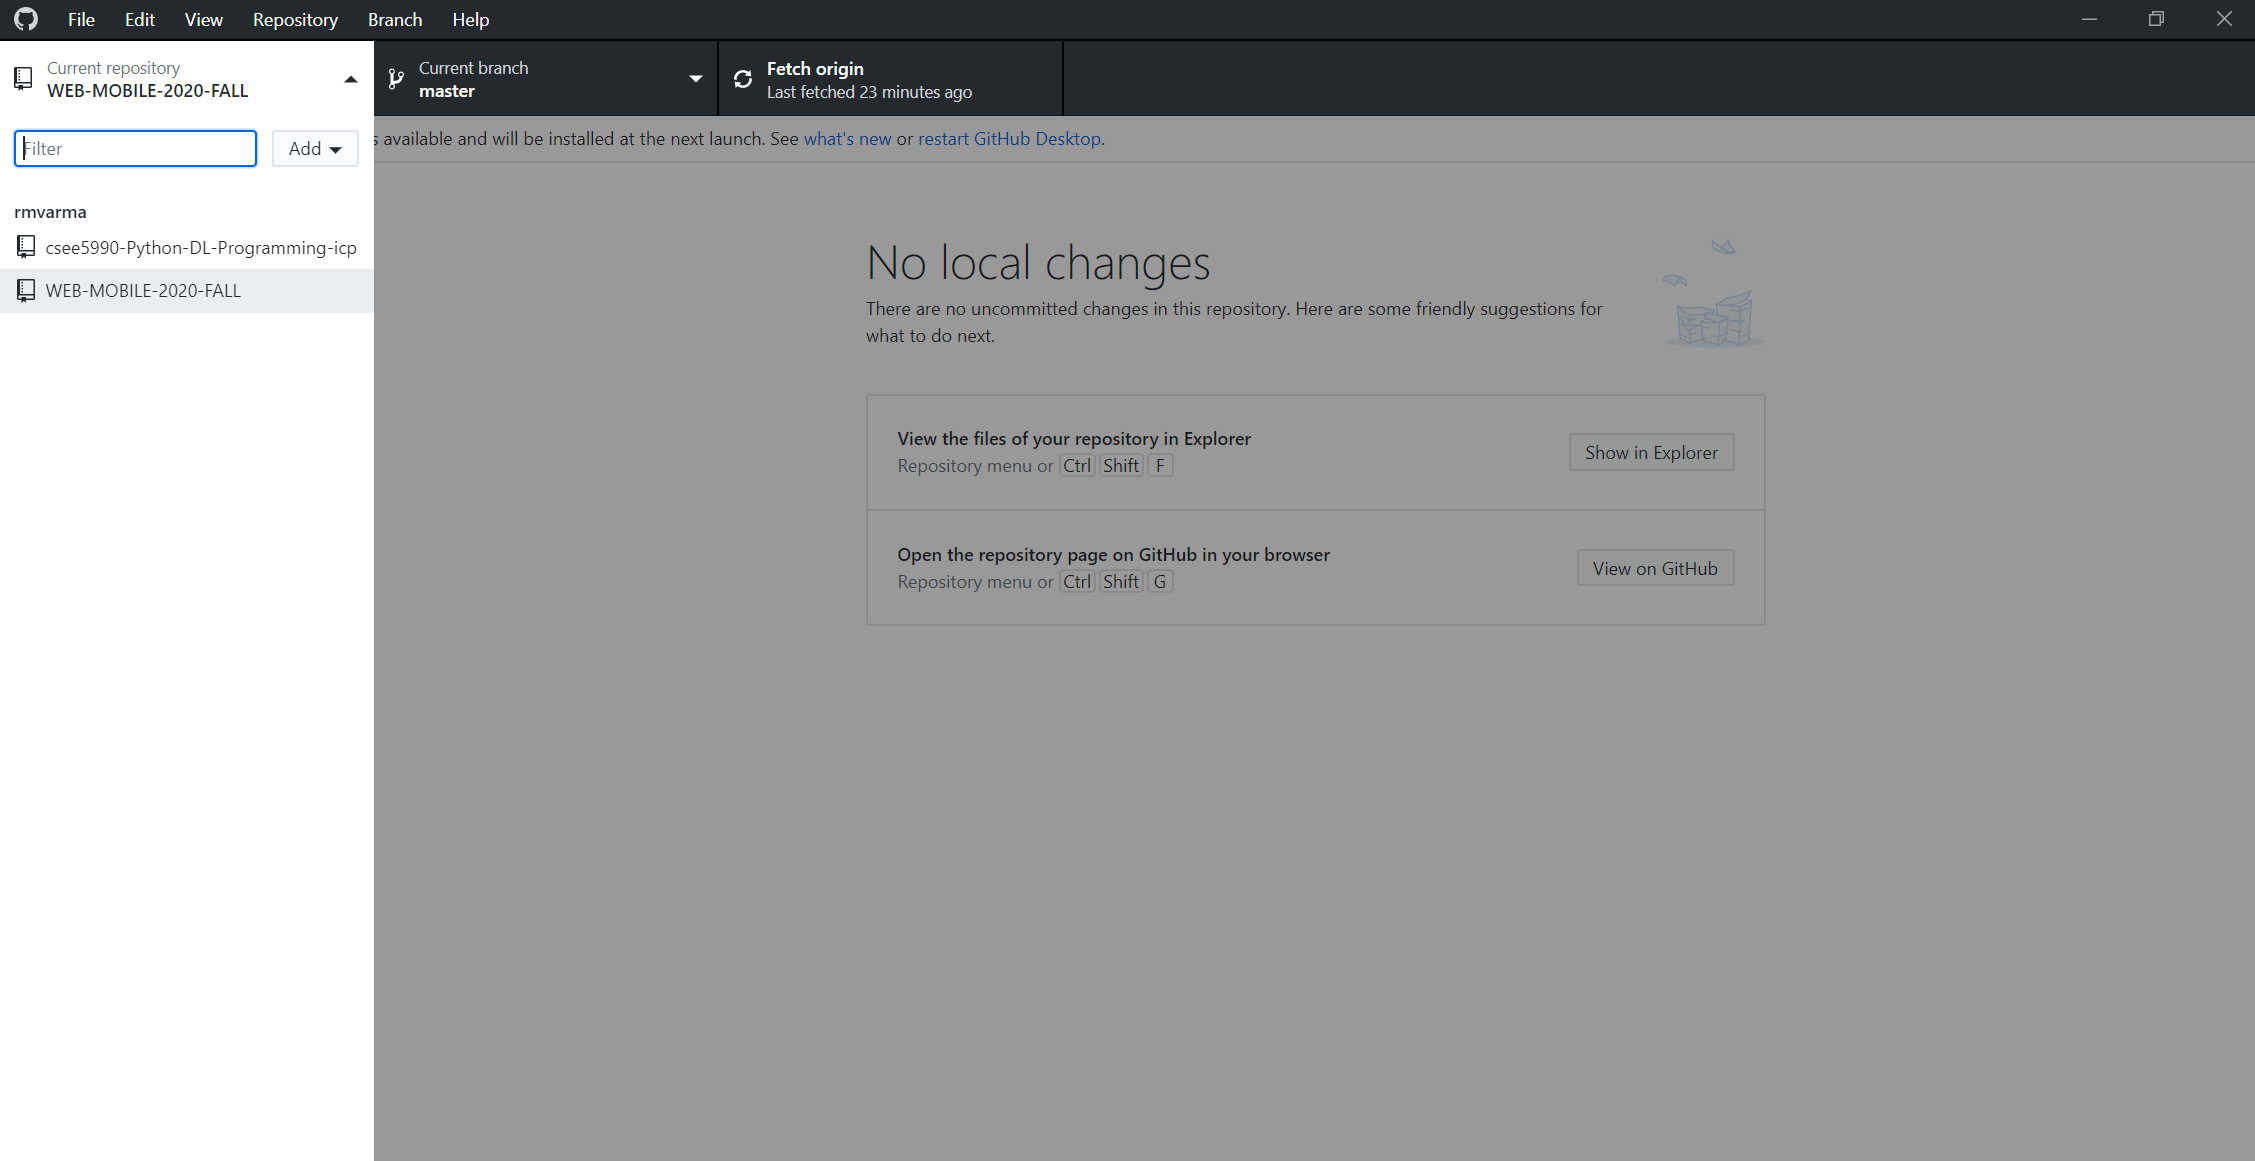 File Edit View Repository Branch Help
Current repository
WEB-MOBILE-2020-FALL
Current branch
master
Fetch origin
Last fetched 23 minutes ago
Filter
Add
s available and will be installed at the next launch. See what's new or restart GitHub Desktop.
rmvarma
csee5990-Python-DL-Programming-icp
WEB-MOBILE-2020-FALL
No local changes
There are no uncommitted changes in this repository. Here are some friendly suggestions for
what to do next.
View the files of your repository in Explorer
Repository menu or Ctrl Shift F
Show in Explorer
Open the repository page on GitHub in your browser
Repository menu or Ctrl Shift G
View on GitHub